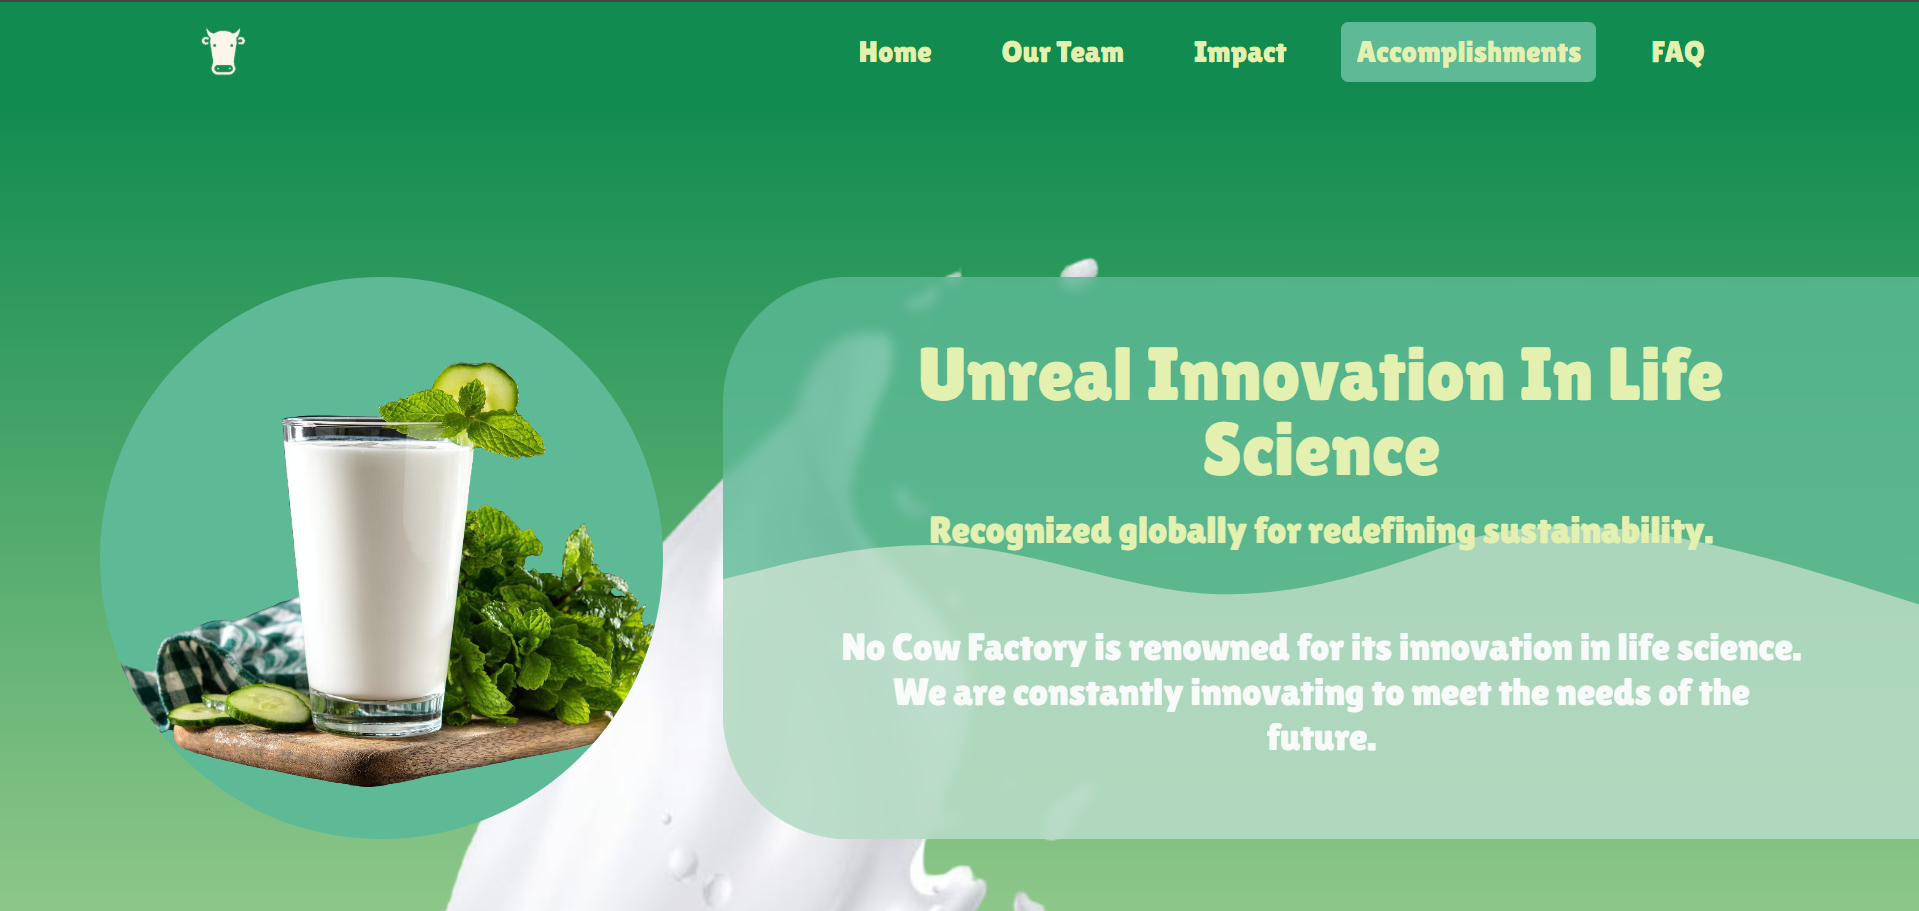 Home Our Team Impact Accomplishments FAQ
Unreal Innovation In Life
Science
Recognized globally for redefining sustainability.
No Cow Factory is renowned for its innovation in life science.
We are constantly innovating to meet the needs of the
future.